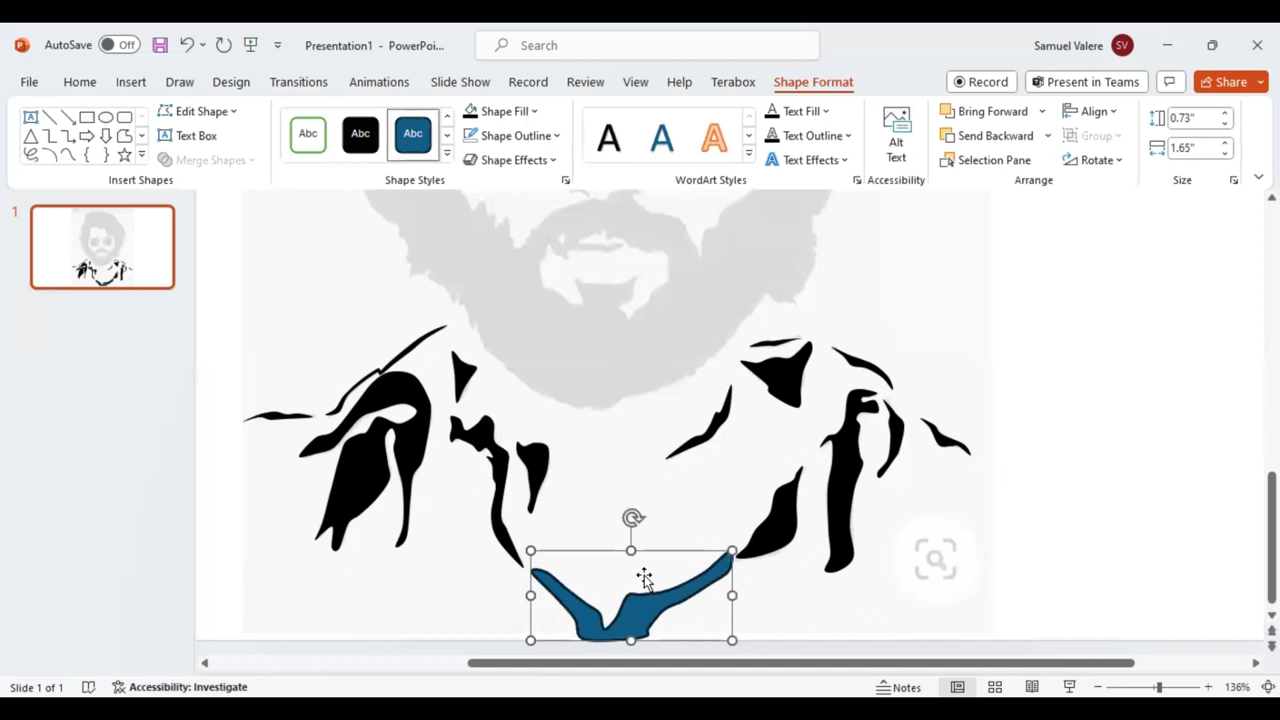 AutoSave Off Presentation1 - PowerPoi... Search Samuel Valere SV
File Home Insert Draw Design Transitions Animations Slide Show Record Review View Help Terabox Shape Format Record Present in Teams Share
Edit Shape Abc Abc Abc Shape Fill A A A Text Fill Bring Forward Align 0.73"
Text Box Shape Outline Text Outline Alt Text Send Backward Group 1.65"
Merge Shapes Shape Effects Text Effects Selection Pane Rotate
Insert Shapes Shape Styles WordArt Styles Accessibility Arrange Size
1
Slide 1 of 1 Accessibility: Investigate Notes 136%